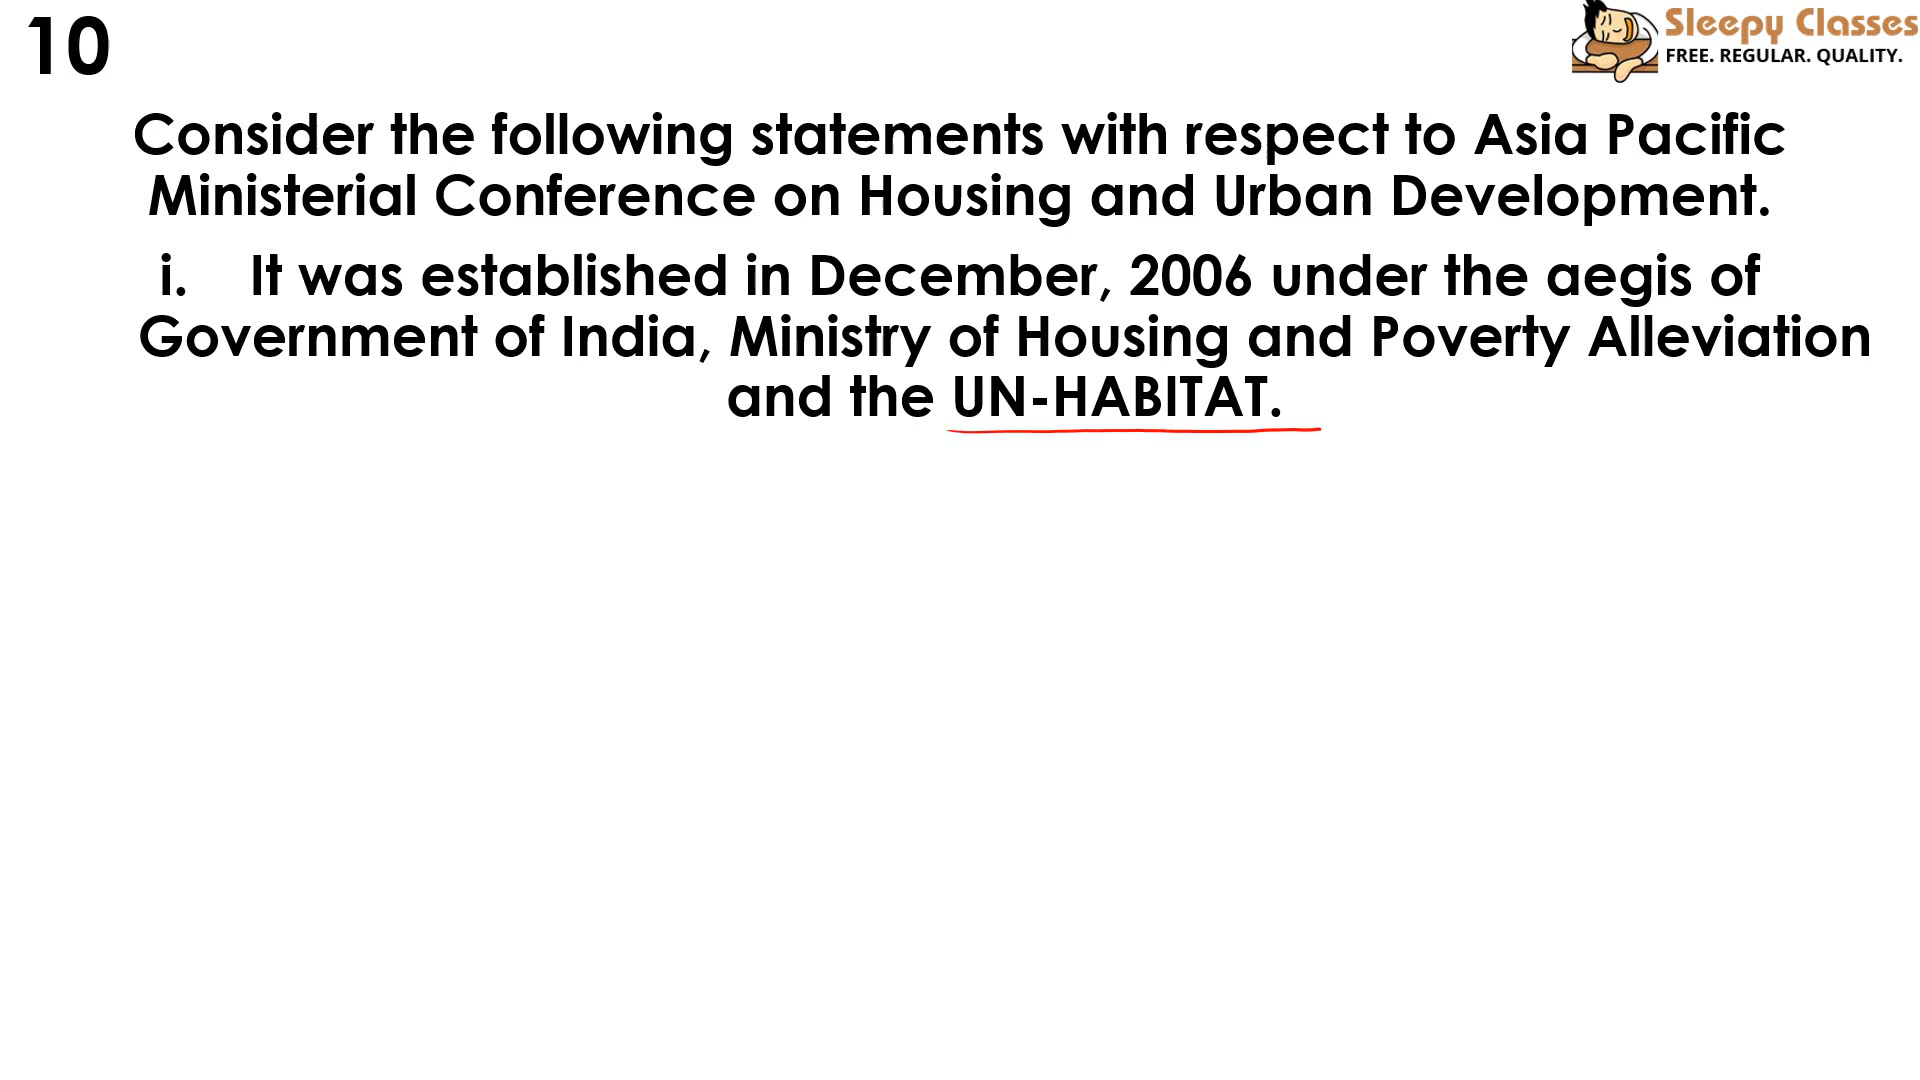 10
Sleepy Classes
FREE. REGULAR. QUALITY.
Consider the following statements with respect to Asia Pacific
Ministerial Conference on Housing and Urban Development.
i. It was established in December, 2006 under the aegis of
Government of India, Ministry of Housing and Poverty Alleviation
and the UN-HABITAT.